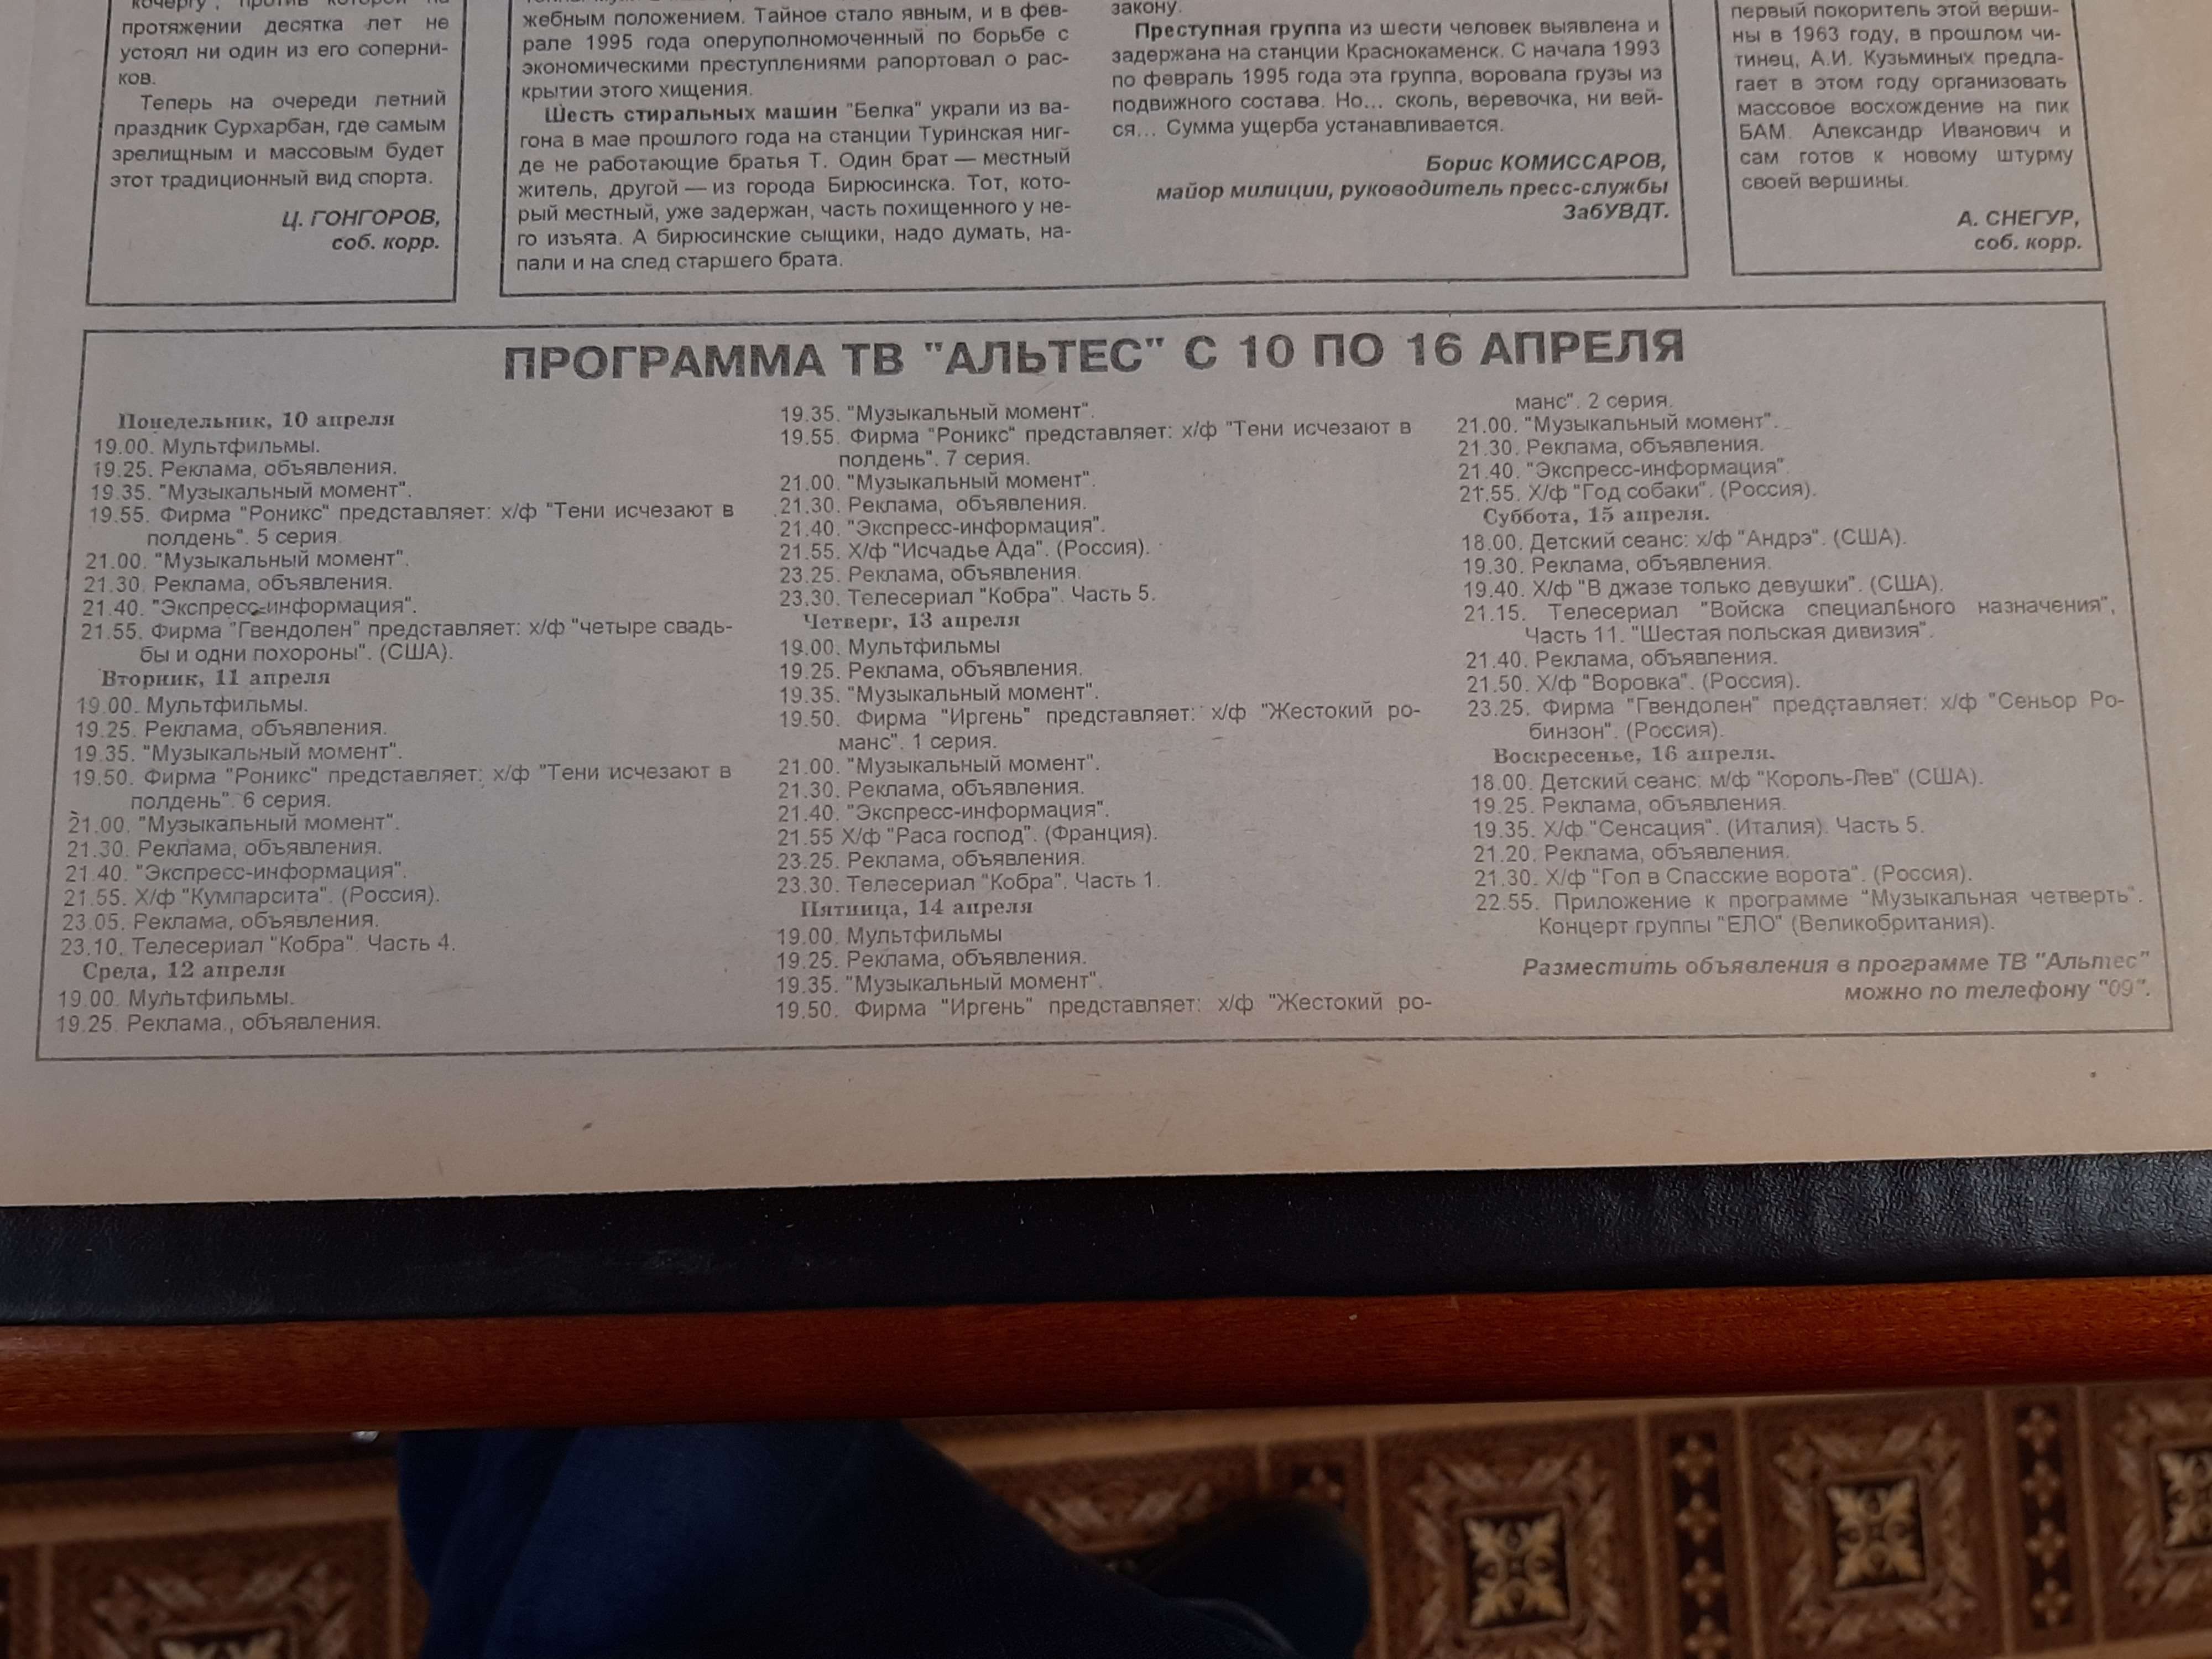 протяжении десятка лет не
устоял ни один из его соперни-
ков.
Теперь на очереди летний
праздник Сурхарбан, где самым
зрелищным и массовым будет
этот традиционный вид спорта.
Ц. ГОНГОРОВ,
соб. корр.
жебным положением. Тайное стало явным, и в фев-
рале 1995 года оперуполномоченный по борьбе с
экономическими преступлениями рапортовал о рас-
крытии этого хищения.
Шесть стиральных машин "Белка" украли из ва-
гона в мае прошлого года на станции Туринская ниг-
де не работающие братья Т. Один брат — местный
житель, другой — из города Бирюсинска. Тот, кото-
рый местный, уже задержан, часть похищенного у не-
го изъята. А бирюсинские сыщики, надо думать, на-
пали и на след старшего брата.
закону.
Преступная группа из шести человек выявлена и
задержана на станции Краснокаменск. С начала 1993
по февраль 1995 года эта группа, воровала грузы из
подвижного состава. Но... сколь, веревочка, ни вей-
ся... Сумма ущерба устанавливается.
Борис КОМИССАРОВ,
майор милиции, руководитель пресс-службы
ЗабУВДТ.
первый покоритель этой верши-
ны в 1963 году, в прошлом чи-
тинец, А.И. Кузьминых предла-
гает в этом году организовать
массовое восхождение на пик
БАМ. Александр Иванович и
сам готов к новому штурму
своей вершины.
А. СНЕГУР,
соб. корр.
ПРОГРАММА ТВ "АЛЬТЕС" С 10 ПО 16 АПРЕЛЯ
Понедельник, 10 апреля
19.00. Мультфильмы.
19.25. Реклама, объявления.
19.35. "Музыкальный момент".
19.55. Фирма "Роникс" представляет: х/ф "Тени исчезают в
полдень". 5 серия
21.00. "Музыкальный момент".
21.30. Реклама, объявления.
21.40. "Экспресс-информация".
21.55. Фирма "Гвендолен" представляет: х/ф "четыре свадь-
бы и одни похороны". (США).
Вторник, 11 апреля
19.00. Мультфильмы.
19.25. Реклама, объявления.
19.35. "Музыкальный момент".
19.50. Фирма "Роникс" представляет: х/ф "Тени исчезают в
полдень". 6 серия.
21.00. "Музыкальный момент".
21.30. Реклама, объявления.
21.40. "Экспресс-информация".
21.55. Х/ф "Кумпарсита". (Россия).
23.05. Реклама, объявления.
23.10. Телесериал "Кобра". Часть 4.
Среда, 12 апреля
19.00. Мультфильмы.
19.25. Реклама., объявления.
19.35. "Музыкальный момент".
19.55. Фирма "Роникс" представляет: х/ф "Тени исчезают в
полдень". 7 серия.
21.00. "Музыкальный момент".
21.30. Реклама, объявления.
21.40. "Экспресс-информация".
21.55. Х/ф "Исчадье Ада". (Россия).
23.25. Реклама, объявления.
23.30. Телесериал "Кобра". Часть 5.
Четверг, 13 апреля
19.00. Мультфильмы
19.25. Реклама, объявления.
19.35. "Музыкальный момент".
19.50. Фирма "Иргень" представляет: х/ф "Жестокий ро-
манс". 1 серия.
21.00. "Музыкальный момент".
21.30. Реклама, объявления.
21.40. "Экспресс-информация".
21.55 Х/ф "Раса господ". (Франция).
23.25. Реклама, объявления.
23.30. Телесериал "Кобра". Часть 1.
Пятница, 14 апреля
19.00. Мультфильмы
19.25. Реклама, объявления.
19.35. "Музыкальный момент".
19.50. Фирма "Иргень" представляет: х/ф "Жестокий ро-
манс". 2 серия.
21.00. "Музыкальный момент".
21.30. Реклама, объявления.
21.40. "Экспресс-информация".
21.55. Х/ф "Год собаки". (Россия).
Суббота, 15 апреля.
18.00. Детский сеанс: х/ф "Андрэ". (США).
19.30. Реклама, объявления.
19.40. Х/ф "В джазе только девушки". (США).
21.15. Телесериал "Войска специального назначения",
Часть 11. "Шестая польская дивизия".
21.40. Реклама, объявления.
21.50. Х/ф "Воровка". (Россия).
23.25. Фирма "Гвендолен" представляет: х/ф "Сеньор Ро-
бинзон". (Россия).
Воскресенье, 16 апреля.
18.00. Детский сеанс: м/ф "Король-Лев" (США).
19.25. Реклама, объявления.
19.35. Х/ф "Сенсация". (Италия). Часть 5.
21.20. Реклама, объявления.
21.30. Х/ф "Гол в Спасские ворота". (Россия).
22.55. Приложение к программе "Музыкальная четверть".
Концерт группы "ЕЛО" (Великобритания).
Разместить объявления в программе ТВ "Альтес"
можно по телефону "09".